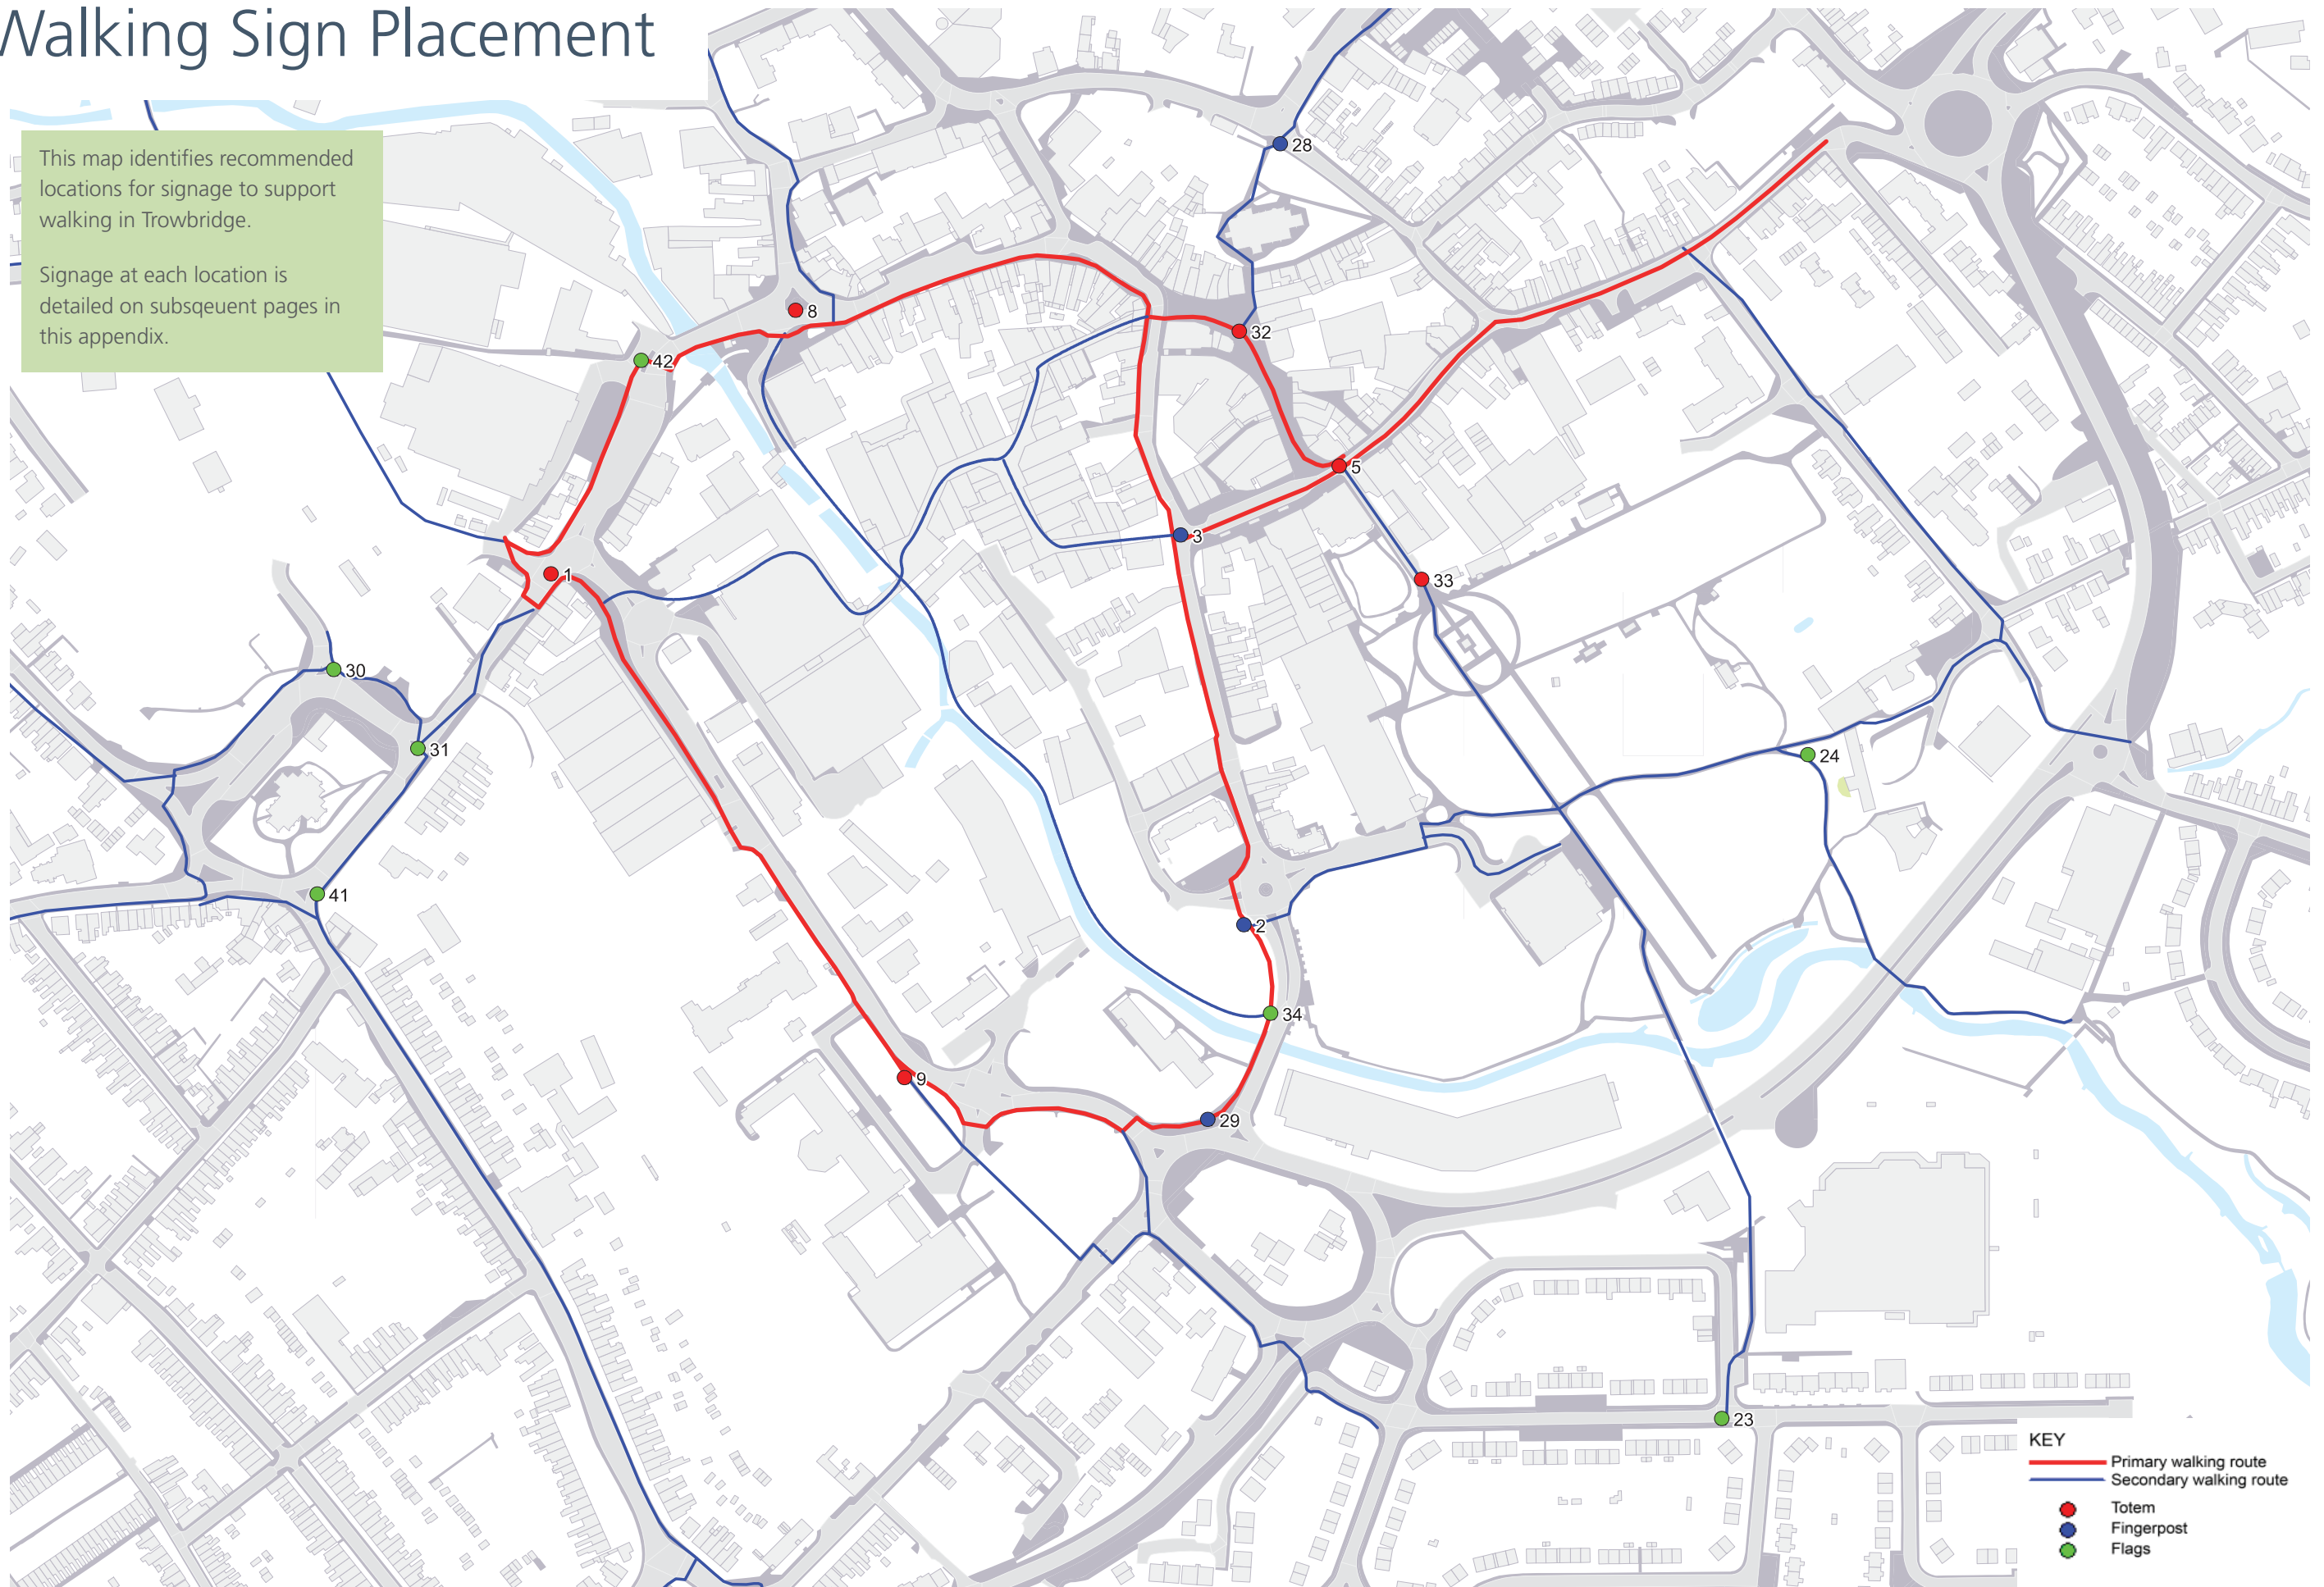 Walking Sign Placement
This map identifies recommended
locations for signage to support
walking in Trowbridge.
Signage at each location is
detailed on subsqeuent pages in
this appendix.
28
8
32
42
5
3
1
33
30
31
24
41
2
34
9
29
23
KEY
Primary walking route
Secondary walking route
Totem
Fingerpost
Flags